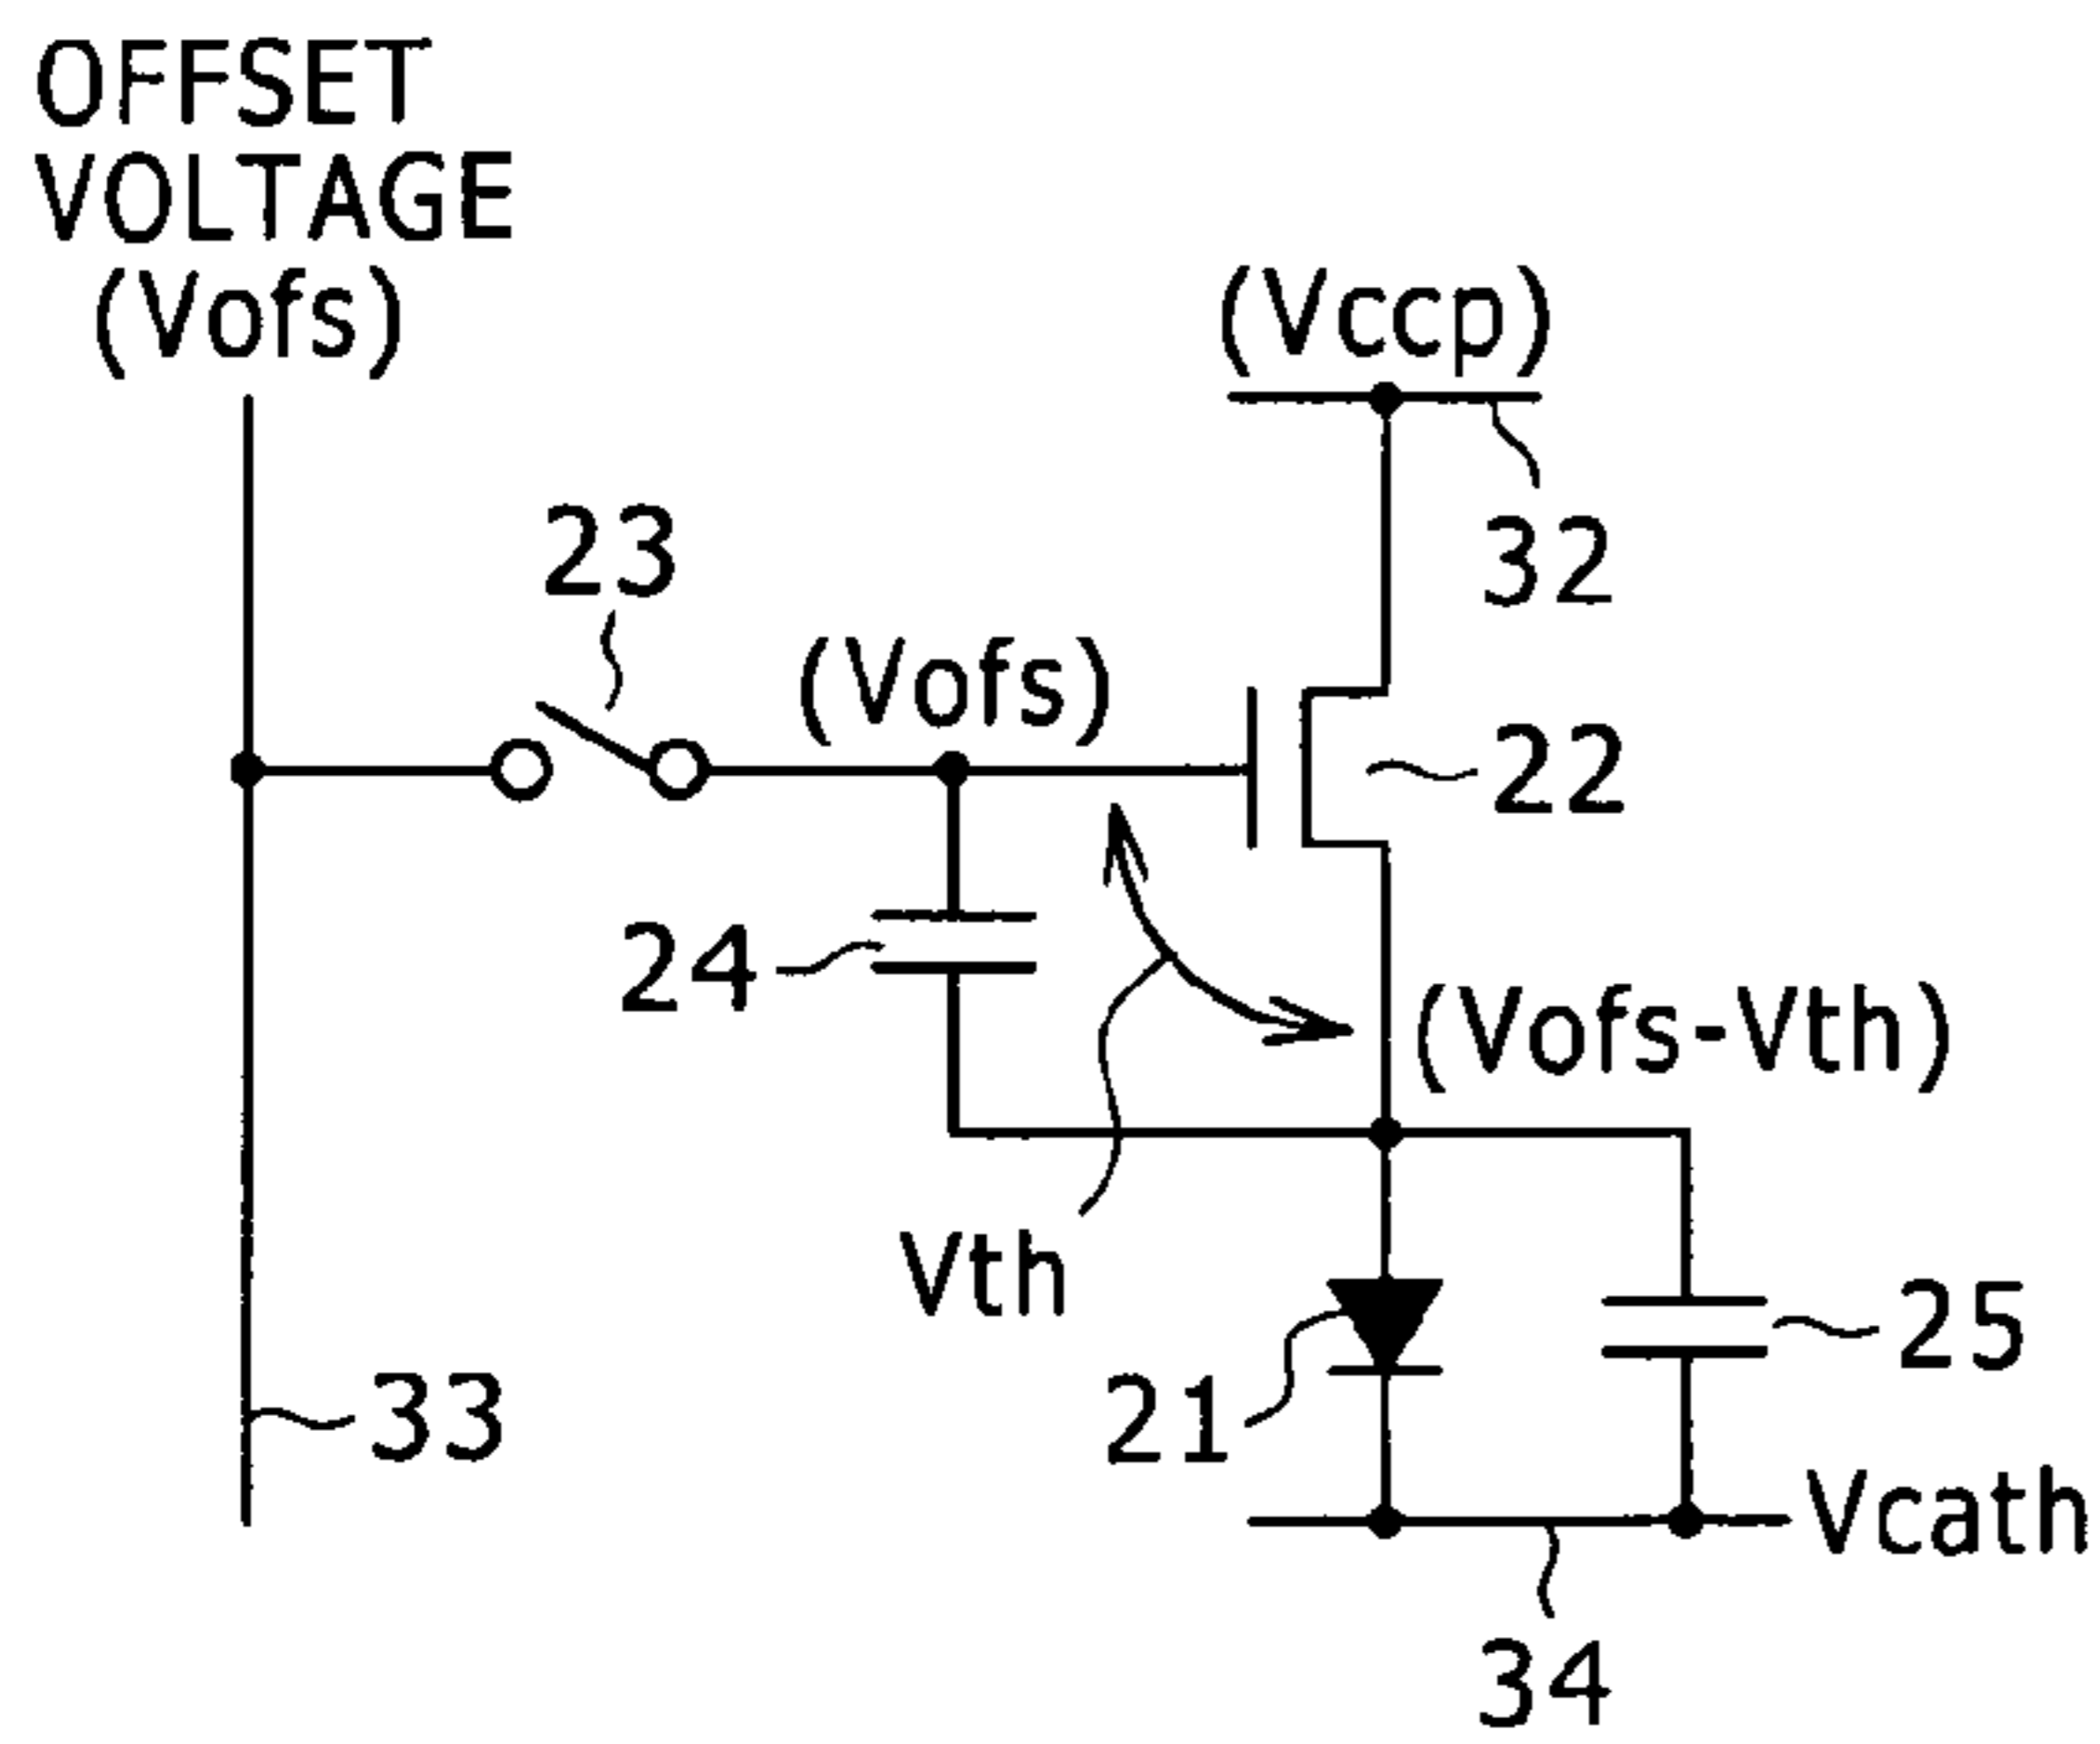 OFFSET
VOLTAGE
(Vofs)
(Vccp)
32
23
(Vofs)
22
24
(Vofs-Vth)
Vth
25
21
33
Vcath
34